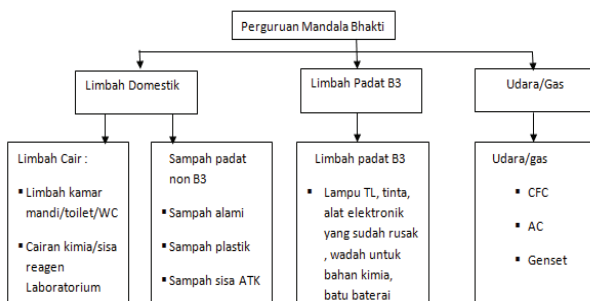 Perguruan Mandala Bhakti
Limbah Domestik
Limbah Padat B3
Udara/Gas
Limbah Cair :
▪ Limbah kamar
mandi/toilet/WC
▪ Cairan kimia/sisa
reagen
Laboratorium
Sampah padat
non B3
▪ Sampah alami
▪ Sampah plastik
▪ Sampah sisa ATK
Limbah padat B3
▪ Lampu TL, tinta,
alat elektronik
yang sudah rusak
, wadah untuk
bahan kimia,
batu baterai
Udara/gas
▪ CFC
▪ AC
▪ Genset